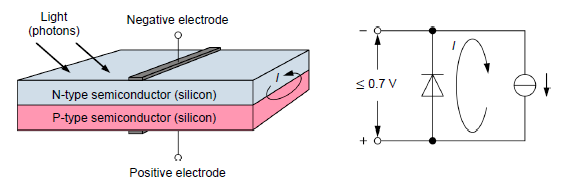 Light
(photons)
Negative electrode
I
N-type semiconductor (silicon)
P-type semiconductor (silicon)
Positive electrode
−
I
≤ 0.7 V
+